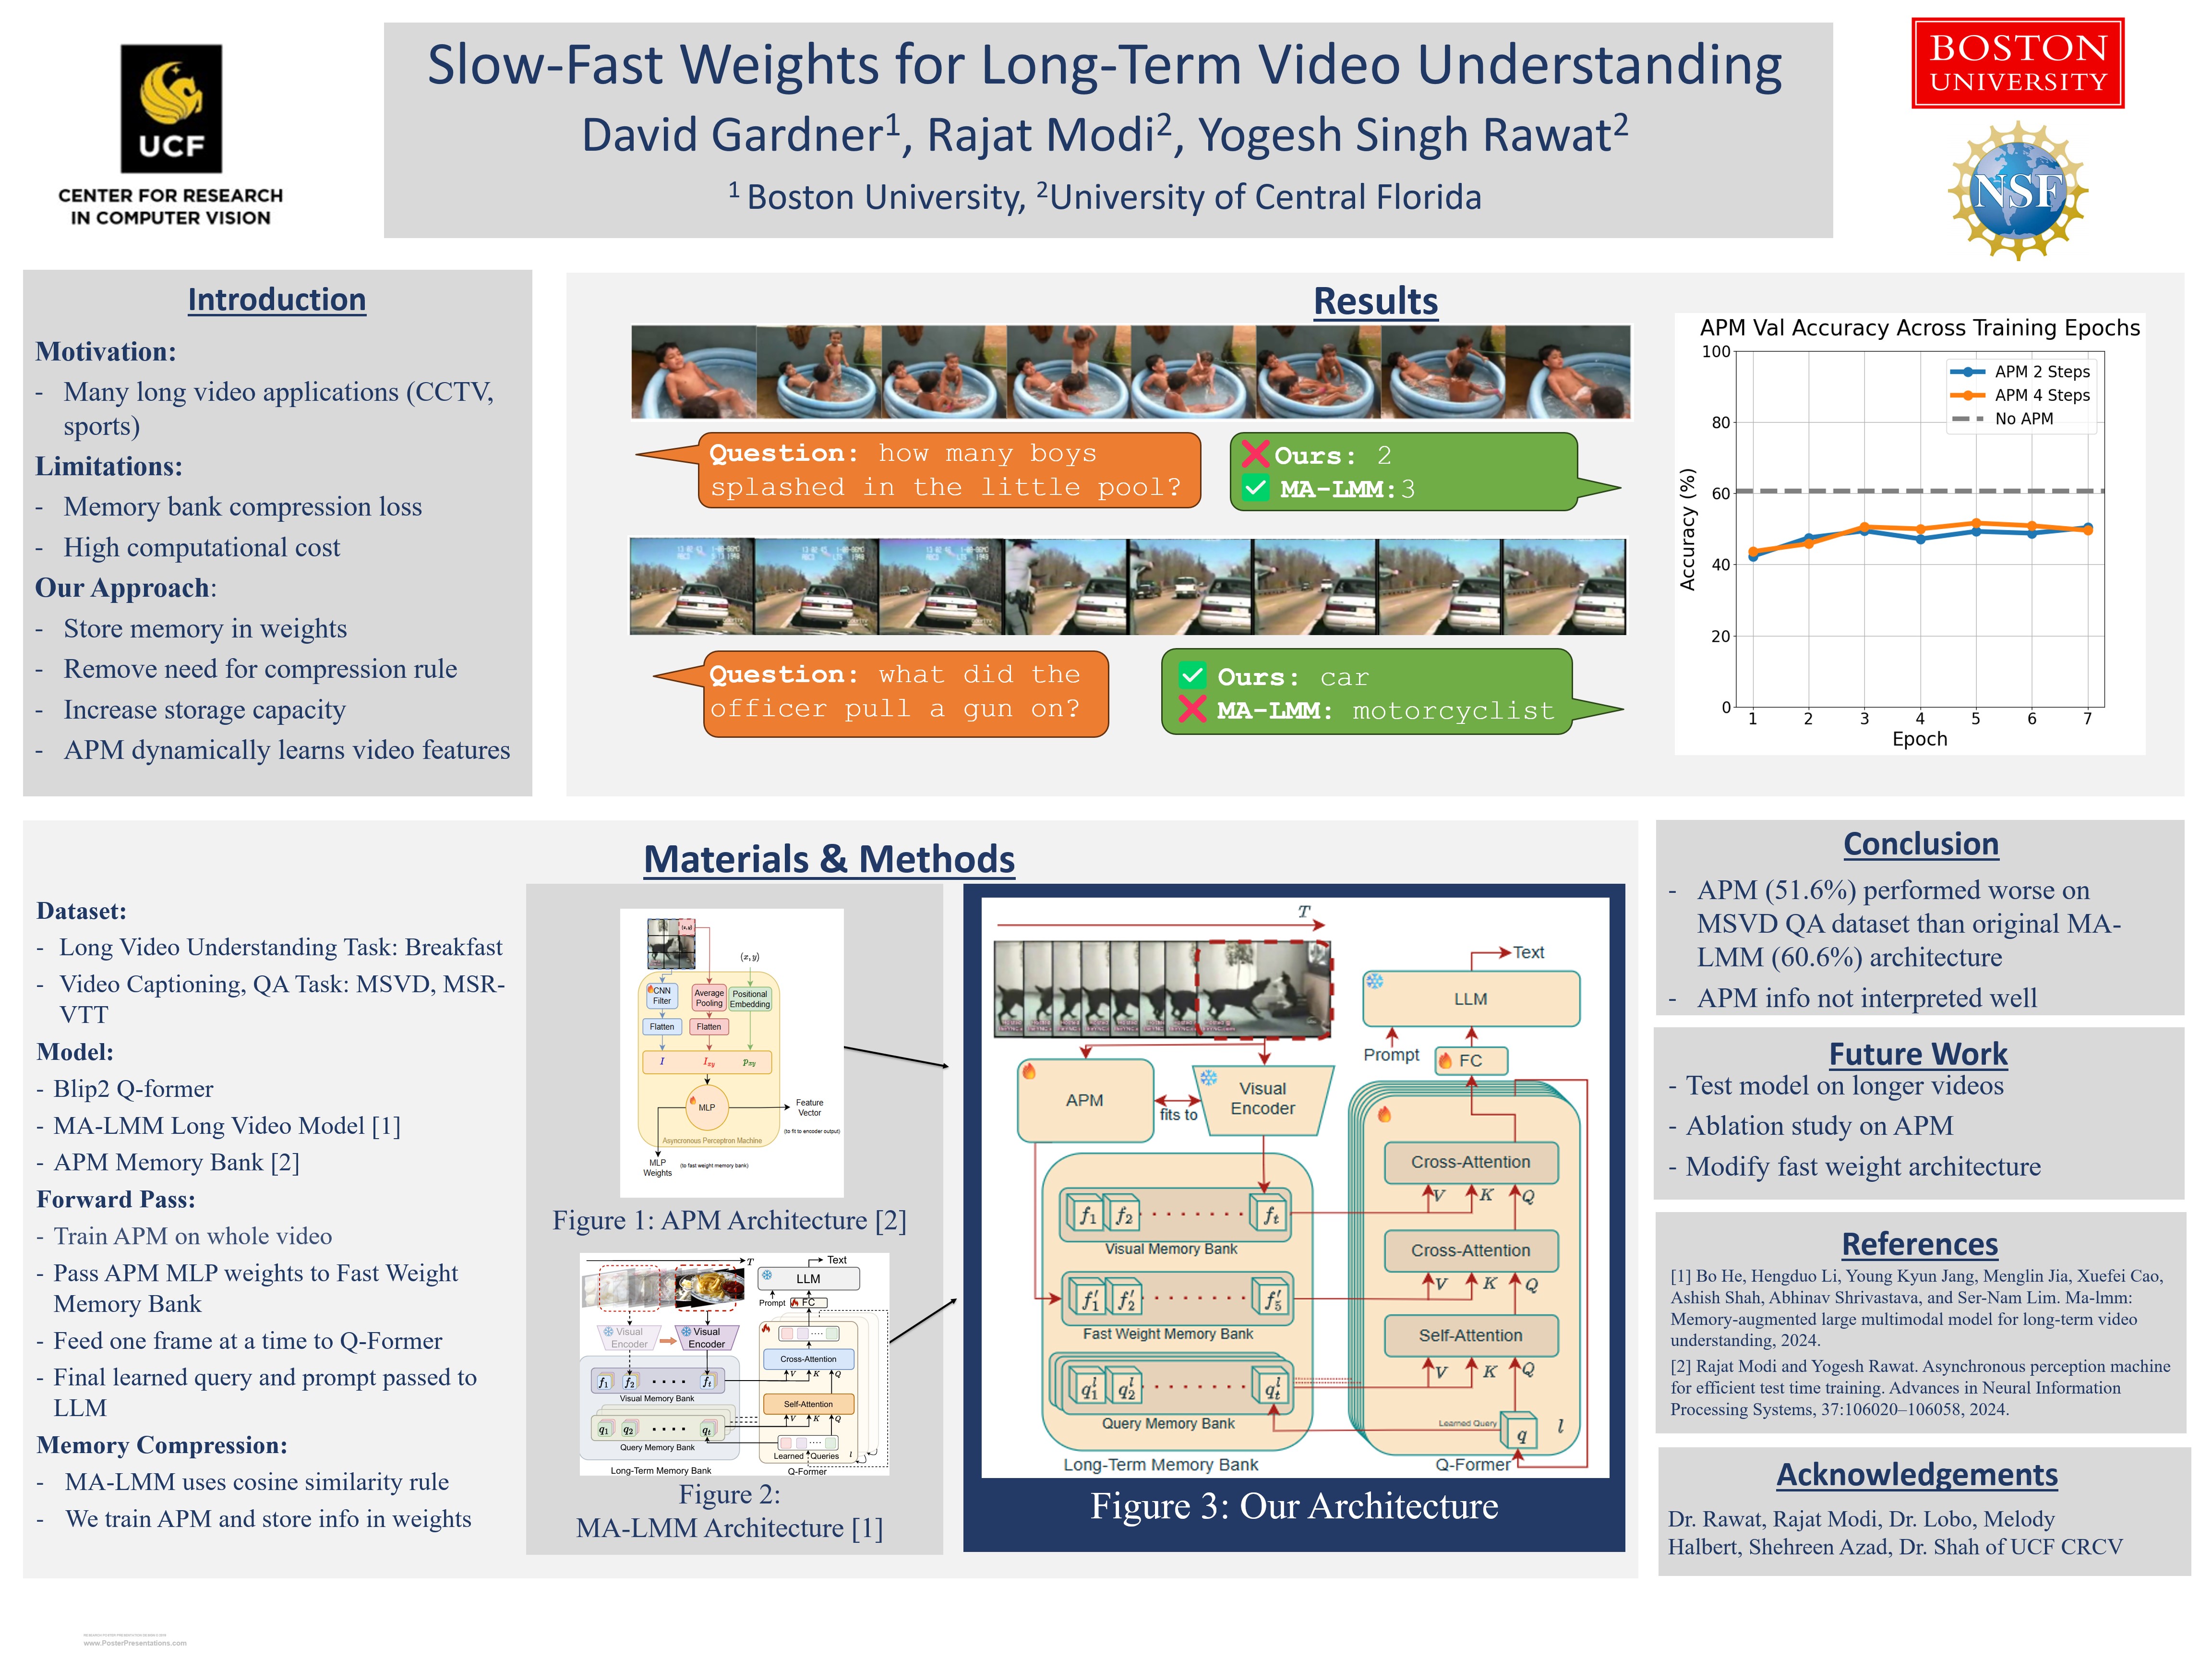 UCF
CENTER FOR RESEARCH
IN COMPUTER VISION
Slow-Fast Weights for Long-Term Video Understanding
David Gardner1, Rajat Modi2, Yogesh Singh Rawat2
1 Boston University, 2University of Central Florida
BOSTON
UNIVERSITY
NSF
Introduction
Motivation:
- Many long video applications (CCTV,
sports)
Limitations:
- Memory bank compression loss
- High computational cost
Our Approach:
- Store memory in weights
- Remove need for compression rule
- Increase storage capacity
- APM dynamically learns video features
Results
Question: how many boys
splashed in the little pool?
❌Ours: 2
✅ MA-LMM:3
Question: what did the
officer pull a gun on?
✅ Ours: car
❌ MA-LMM: motorcyclist
APM Val Accuracy Across Training Epochs
APM 2 Steps
APM 4 Steps
No APM
Accuracy (%)
100
80
60
40
20
0
1 2 3 4 5 6 7
Epoch
Materials & Methods
Dataset:
- Long Video Understanding Task: Breakfast
- Video Captioning, QA Task: MSVD, MSR-
VTT
Model:
- Blip2 Q-former
- MA-LMM Long Video Model [1]
- APM Memory Bank [2]
Forward Pass:
- Train APM on whole video
- Pass APM MLP weights to Fast Weight
Memory Bank
- Feed one frame at a time to Q-Former
- Final learned query and prompt passed to
LLM
Memory Compression:
- MA-LMM uses cosine similarity rule
- We train APM and store info in weights
(x, y)
CNN
Filter
Average
Pooling
Positional
Embedding
Flatten
Flatten
I
Ixy
Pxy
MLP
Feature
Vector
(to fit to encoder output)
Asyncronous Perceptron Machine
MLP
Weights
(to fast weight memory bank)
Figure 1: APM Architecture [2]
T
Text
LLM
Prompt
FC
Visual
Encoder
Visual
Encoder
Cross-Attention
f1 f2 · · · · ft
V K Q
Visual Memory Bank
Self-Attention
q1 q2 · · · · qt
V K Q
Query Memory Bank
Learned Queries
l
Long-Term Memory Bank
Q-Former
Figure 2:
MA-LMM Architecture [1]
T
Text
LLM
Prompt
FC
APM
fits to
Visual
Encoder
Cross-Attention
V K Q
f1 f2 · · · · · · · · ft
Visual Memory Bank
Cross-Attention
V K Q
f′1 f′2 · · · · · · · · f′5
Fast Weight Memory Bank
Self-Attention
V K Q
ql1 ql2 · · · · · · · · qlt
Query Memory Bank
Learned Query
q
l
Long-Term Memory Bank
Q-Former
Figure 3: Our Architecture
Conclusion
- APM (51.6%) performed worse on
MSVD QA dataset than original MA-
LMM (60.6%) architecture
- APM info not interpreted well
Future Work
- Test model on longer videos
- Ablation study on APM
- Modify fast weight architecture
References
[1] Bo He, Hengduo Li, Young Kyun Jang, Menglin Jia, Xuefei Cao,
Ashish Shah, Abhinav Shrivastava, and Ser-Nam Lim. Ma-lmm:
Memory-augmented large multimodal model for long-term video
understanding, 2024.
[2] Rajat Modi and Yogesh Rawat. Asynchronous perception machine
for efficient test time training. Advances in Neural Information
Processing Systems, 37:106020–106058, 2024.
Acknowledgements
Dr. Rawat, Rajat Modi, Dr. Lobo, Melody
Halbert, Shehreen Azad, Dr. Shah of UCF CRCV
www.PosterPresentations.com